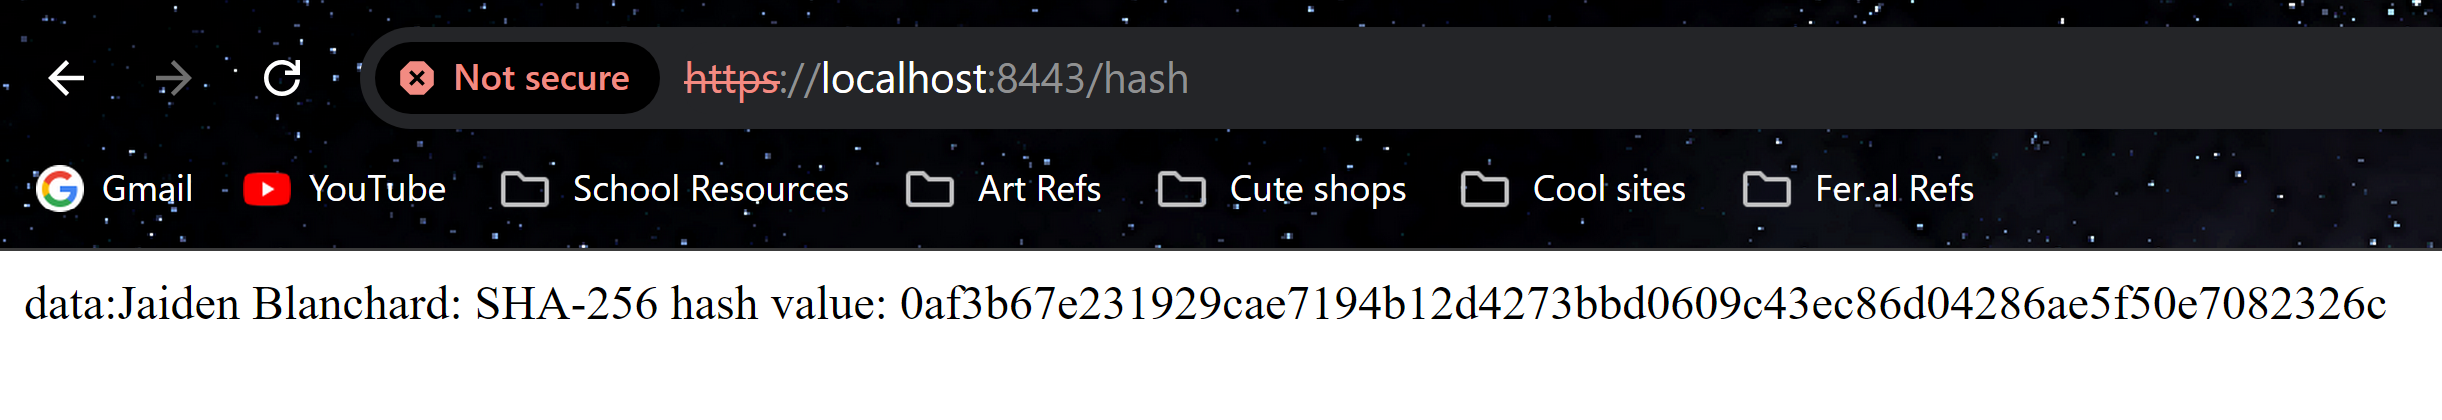 Not secure https://localhost:8443/hash
Gmail YouTube School Resources Art Refs Cute shops Cool sites Fer.al Refs
data:Jaiden Blanchard: SHA-256 hash value: 0af3b67e231929cae7194b12d4273bbd0609c43ec86d04286ae5f50e7082326c